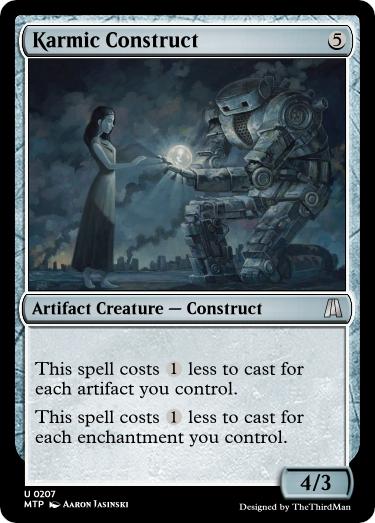 Karmic Construct 5
Artifact Creature — Construct
This spell costs 1 less to cast for
each artifact you control.
This spell costs 1 less to cast for
each enchantment you control.
4/3
U 0207
MTP Aaron Jasinski
Designed by TheThirdMan